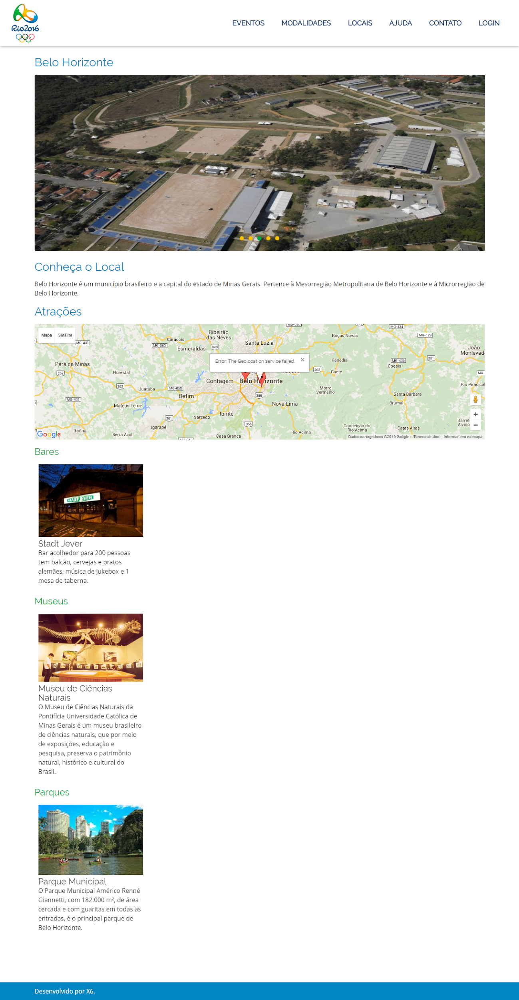 Rio2016
EVENTOS
MODALIDADES
LOCAIS
AJUDA
CONTATO
LOGIN
Belo Horizonte
Conheça o Local
Belo Horizonte é um município brasileiro e a capital do estado de Minas Gerais. Pertence à Mesorregião Metropolitana de Belo Horizonte e à Microrregião de
Belo Horizonte.
Atrações
Mapa
Satélite
MG-431
MG-060
Caracóis
Esmeraldas
Ribeirão
das Neves
040
Santa Luzia
MG-020
Roças Novas
MG-434
MG-129
João
Monlevad
Pará de Minas
262
Florestal
Error: The Geolocation service failed.
Penedia
262
Caeté
MG-436
Cocais
381
MG-
Contagem
Belo Horizonte
Rio Piracical
262
Juatuba
MG-050
Betim
356
Morro
Vermelho
Santa Bárbara
Brumal
MG-431
Mateus Leme
Nova Lima
Ibirité
381
Sarzedo
356
Igarapé
Conceição do
Rio Acima
Catas Altas
Barret
Alvino
Itaúna
Serra Azul
Casa Branca
Rio Acima
Google
Dados cartográficos ©2016 Google
Termos de Uso
Informar erro no mapa
Bares
STADT JEVER
Stadt Jever
Bar acolhedor para 200 pessoas
tem balcão, cervejas e pratos
alemães, música de jukebox e 1
mesa de taberna.
Museus
Museu de Ciências
Naturais
O Museu de Ciências Naturais da
Pontifícia Universidade Católica de
Minas Gerais é um museu brasileiro
de ciências naturais, que por meio
de exposições, educação e
pesquisa, preserva o patrimônio
natural, histórico e cultural do
Brasil.
Parques
Parque Municipal
O Parque Municipal Américo Renné
Giannetti, com 182.000 m², de área
cercada e com guaritas em todas as
entradas, é o principal parque de
Belo Horizonte.
Desenvolvido por X6.